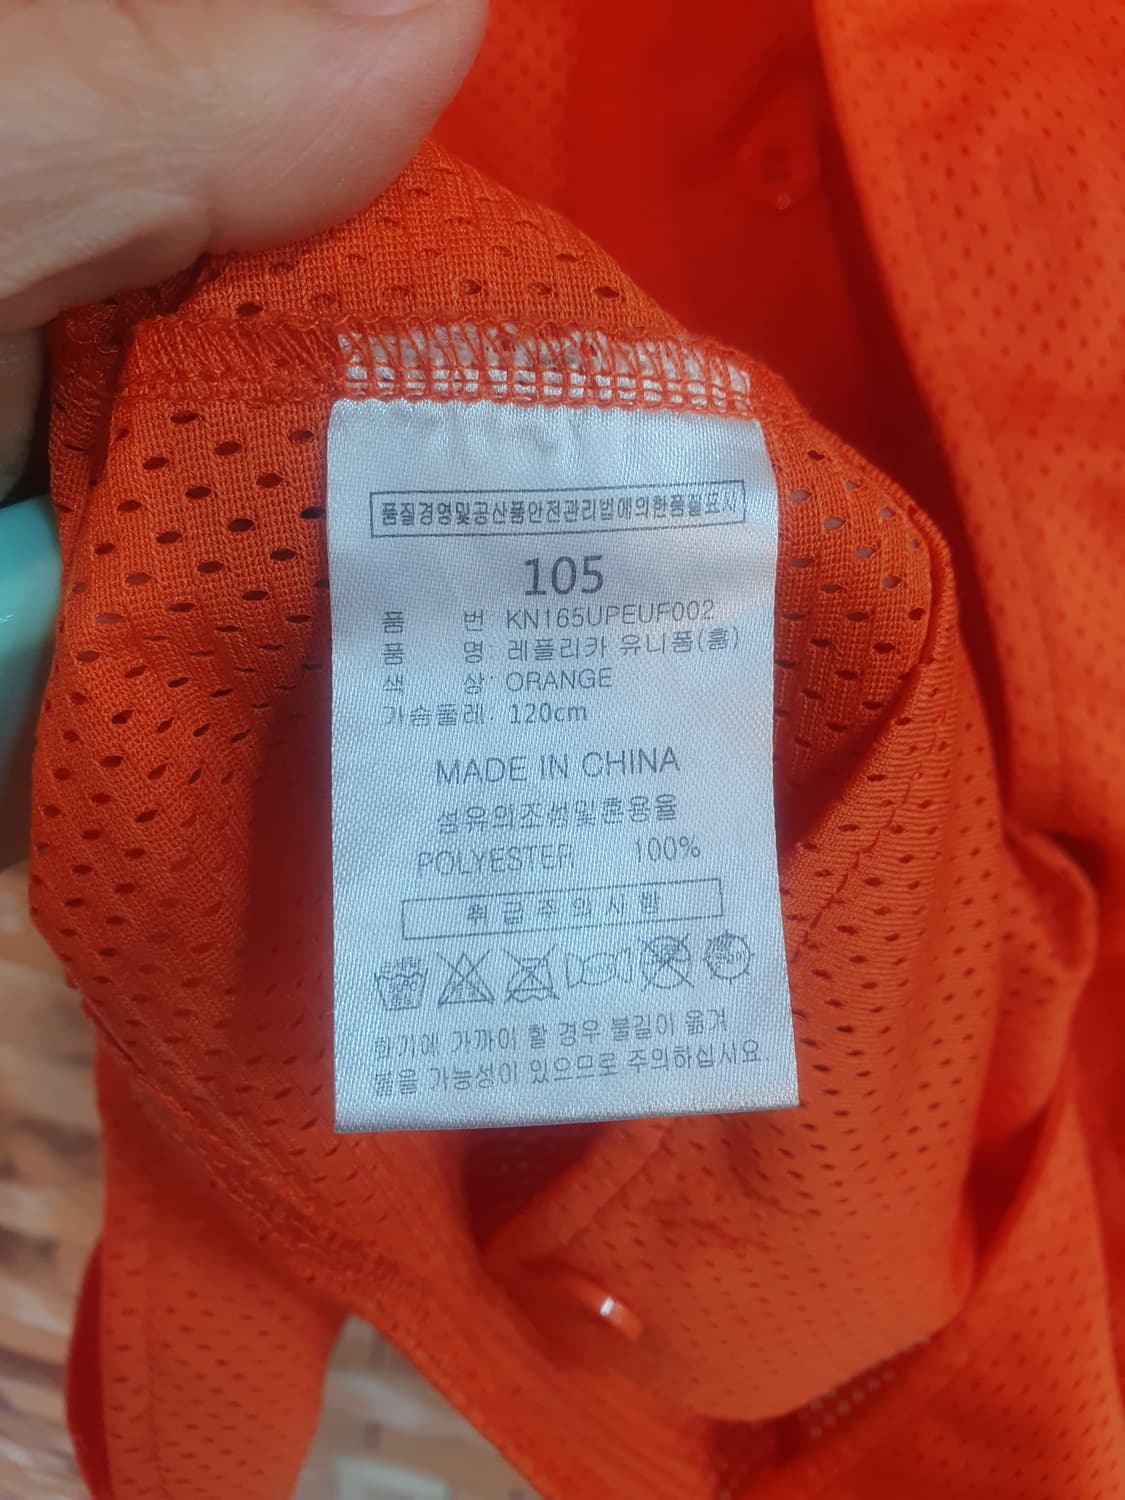 품질경영및공산품안전관리법에의한품질표시
105
품 번 KN165UPEUF002
품 명: 레플리카 유니폼(홈)
색 상: ORANGE
가슴둘레: 120cm
MADE IN CHINA
섬유의조성및혼용율
POLYESTER 100%
취급주의사항
화기에 가까이 할 경우 불길이 옮겨
붙을 가능성이 있으므로 주의하십시요.